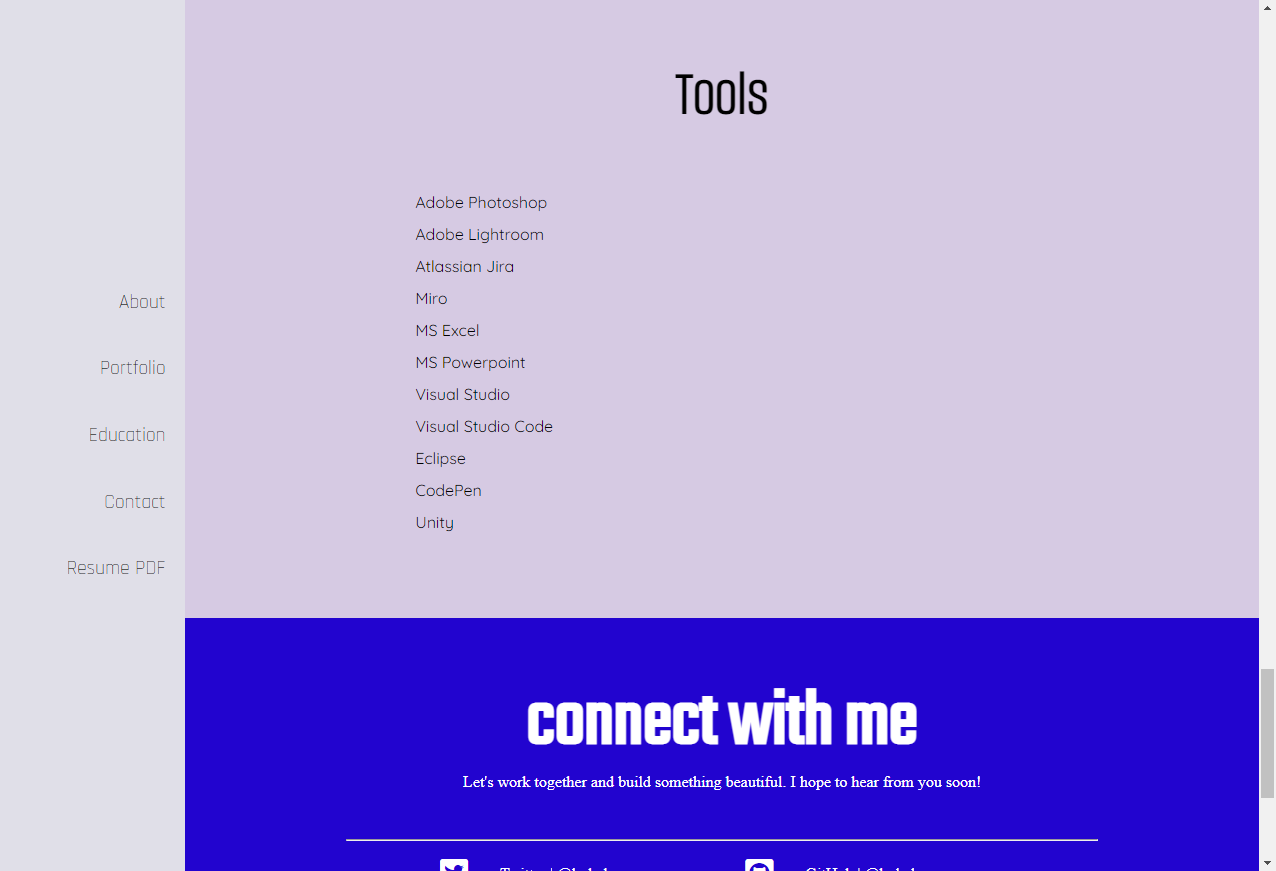 Tools
Adobe Photoshop
Adobe Lightroom
Atlassian Jira
Miro
MS Excel
MS Powerpoint
Visual Studio
Visual Studio Code
Eclipse
CodePen
Unity
About
Portfolio
Education
Contact
Resume PDF
connect with me
Let's work together and build something beautiful. I hope to hear from you soon!